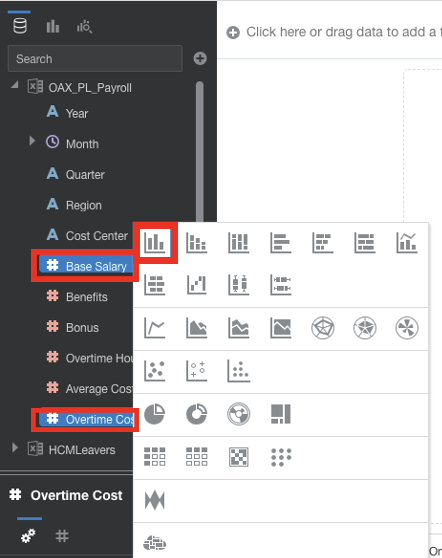 Click here or drag data to add a f
Search
OAX_PL_Payroll
A Year
Month
A Quarter
A Region
A Cost Center
# Base Salary
# Benefits
# Bonus
# Overtime Hou
# Average Cos
# Overtime Cos
HCMLeavers
# Overtime Cost
#
Or